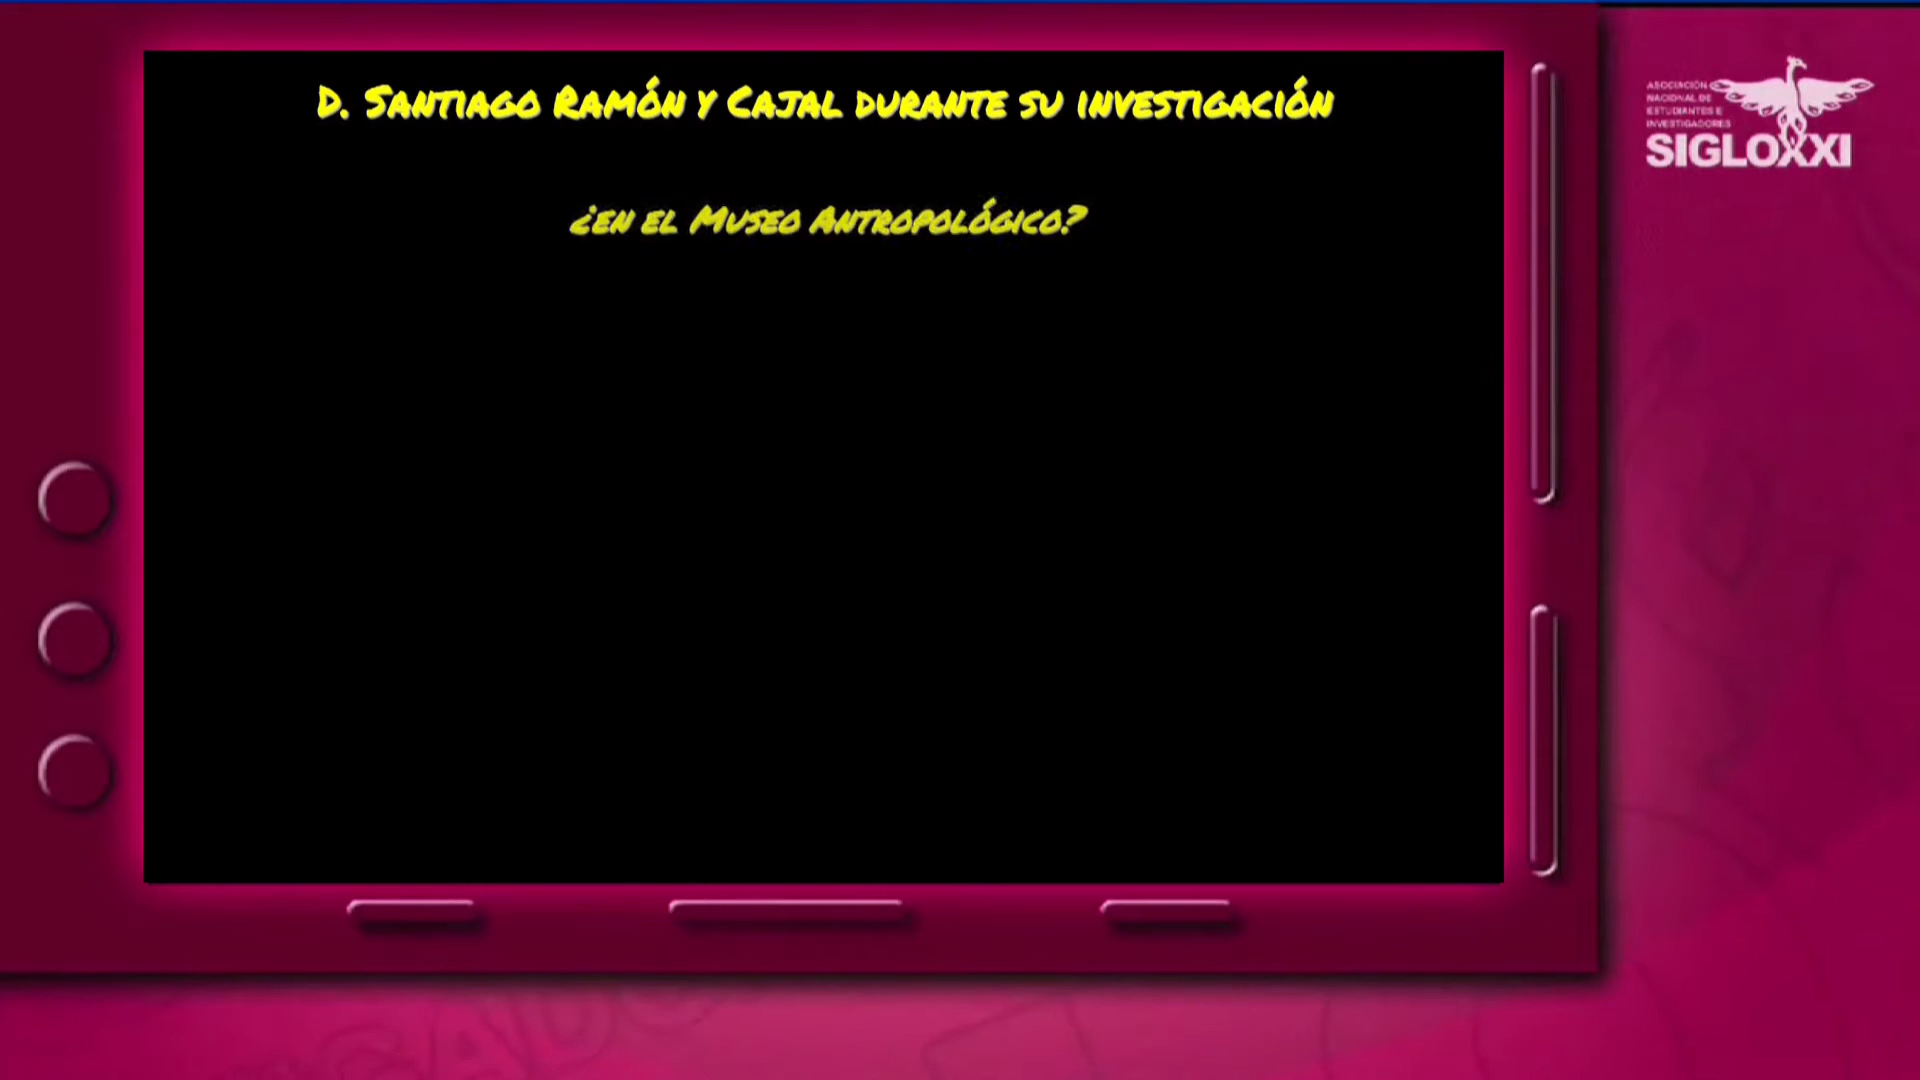 D. Santiago Ramón y Cajal durante su investigación
¿en el Museo Antropológico?
ASOCIACIÓN
NACIONAL DE
ESTUDIANTES E
INVESTIGADORES
SIGLOXXI